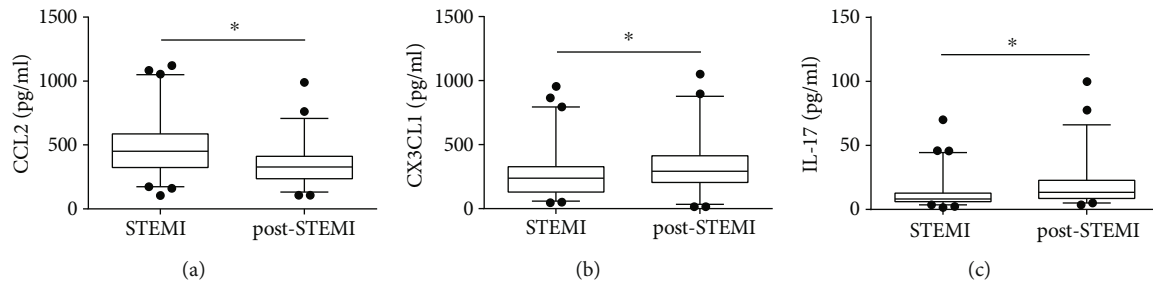 CCL2 (pg/ml)
1500
1000
500
0
*
STEMI
post-STEMI
(a)
CX3CL1 (pg/ml)
1500
1000
500
0
*
STEMI
post-STEMI
(b)
IL-17 (pg/ml)
150
100
50
0
*
STEMI
post-STEMI
(c)